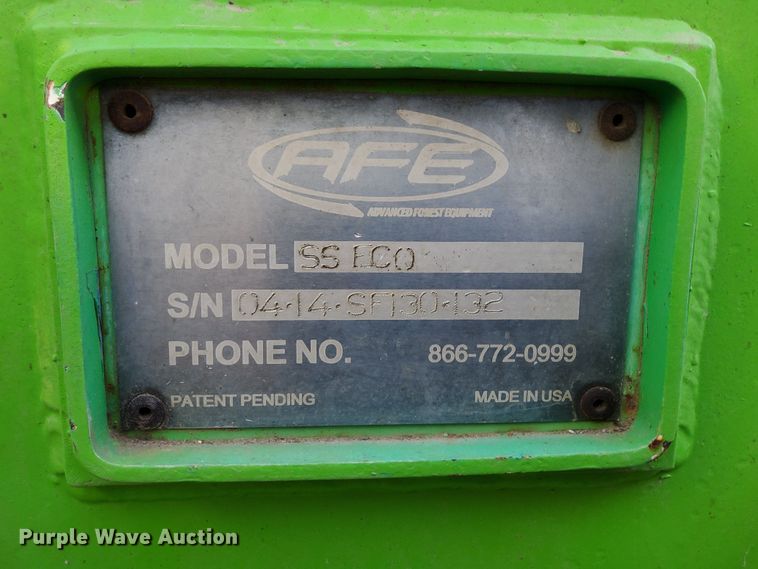 AFE
ADVANCED FOREST EQUIPMENT
MODEL SS ECO
S/N 04·14·SF130·132
PHONE NO. 866-772-0999
PATENT PENDING MADE IN USA
Purple Wave Auction®